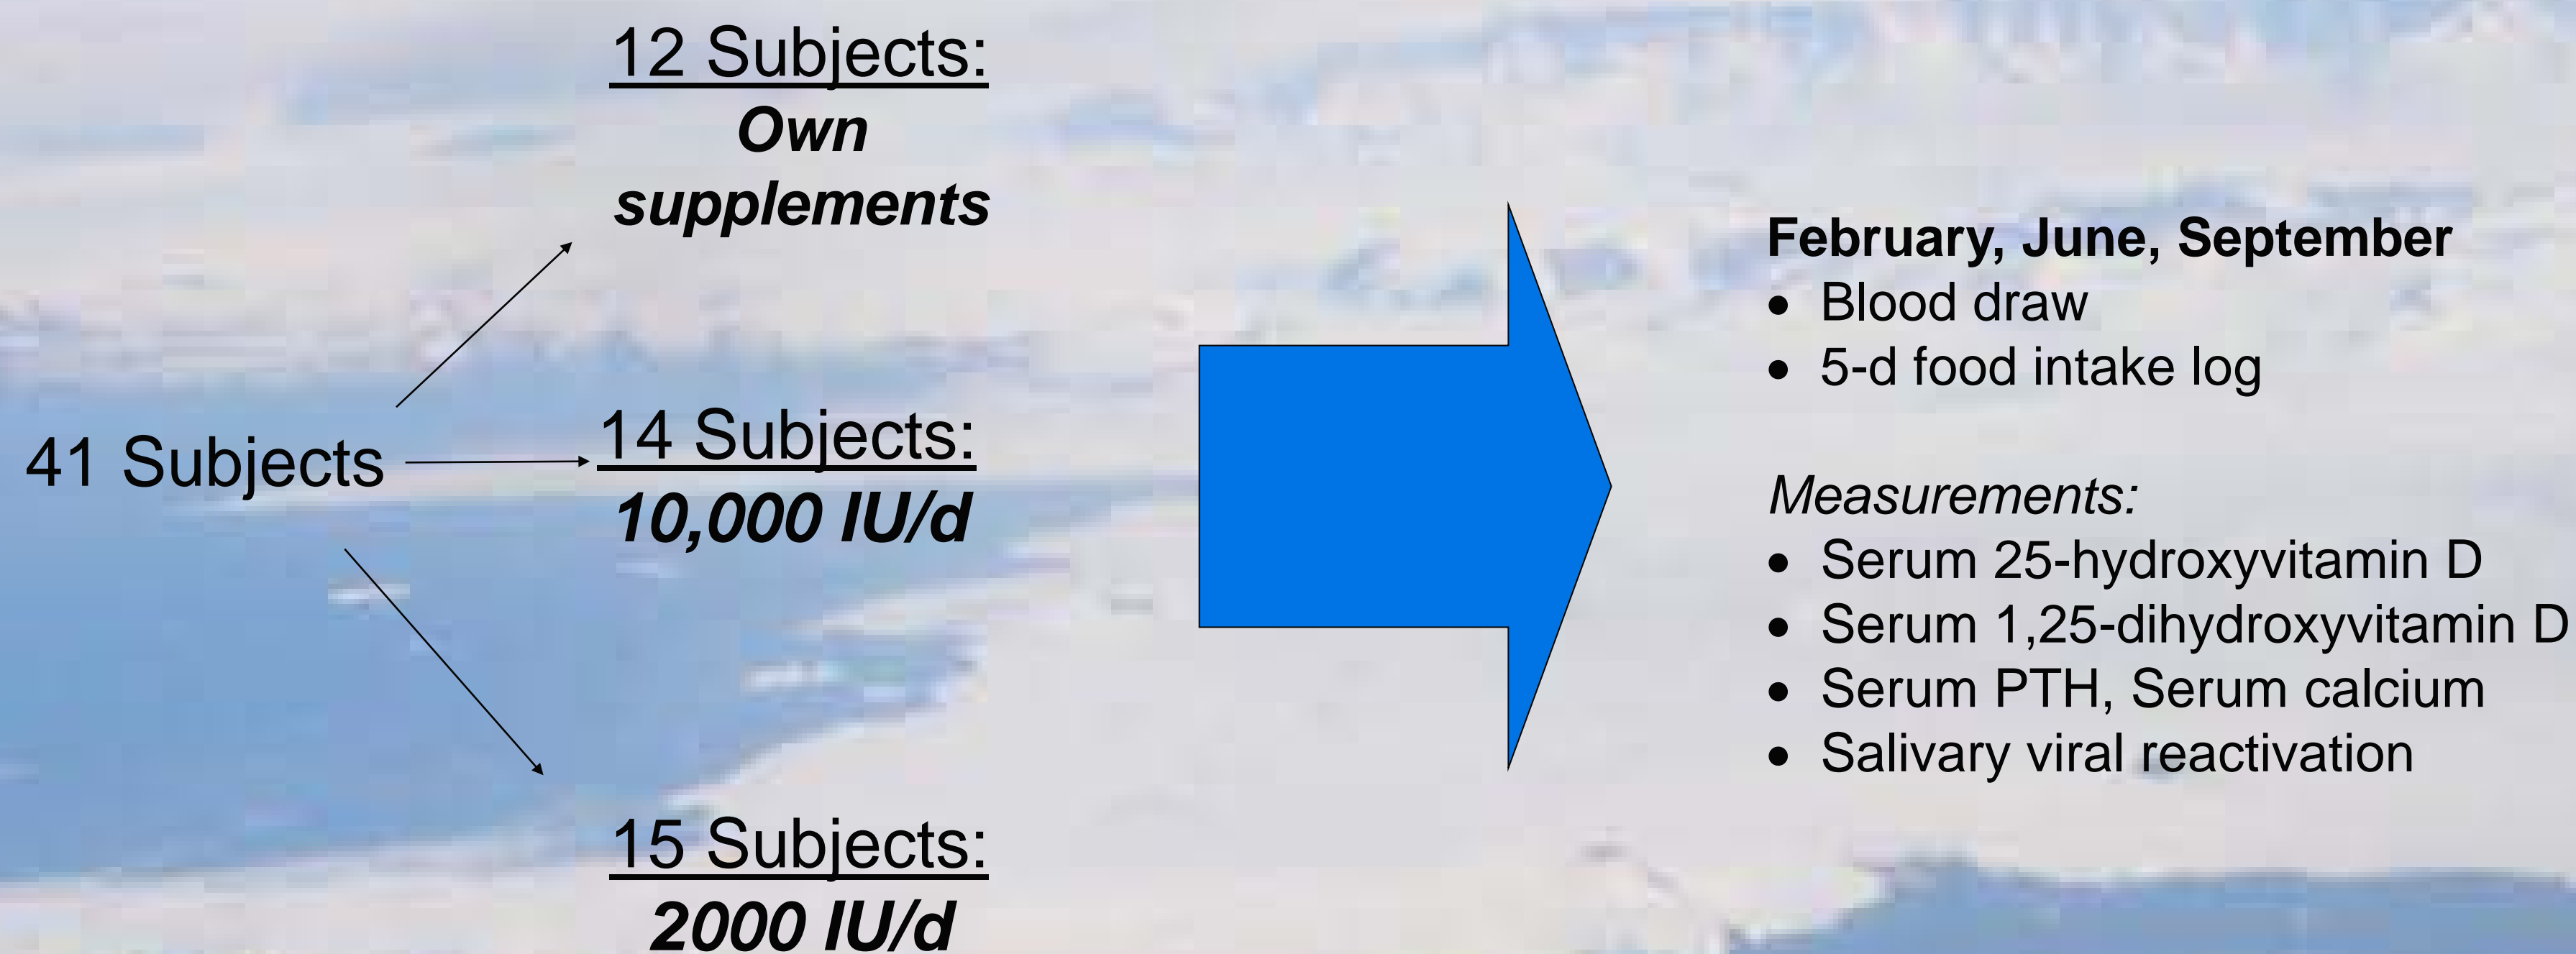 41 Subjects
12 Subjects:
Own
supplements
14 Subjects:
10,000 IU/d
15 Subjects:
2000 IU/d
February, June, September
• Blood draw
• 5-d food intake log
Measurements:
• Serum 25-hydroxyvitamin D
• Serum 1,25-dihydroxyvitamin D
• Serum PTH, Serum calcium
• Salivary viral reactivation